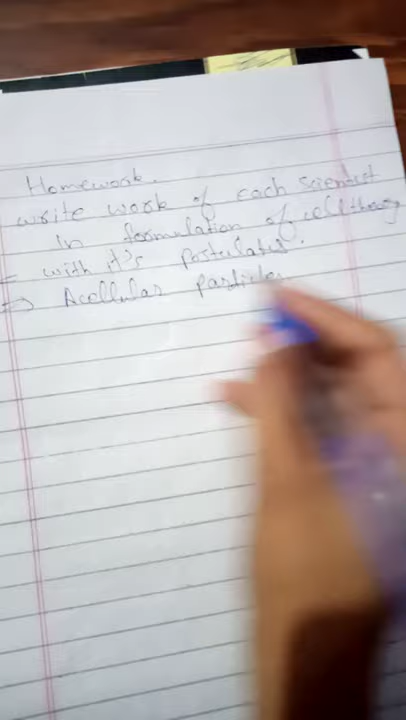 Homework.
write work of each Scientist
in formulation of cell theory
with it's postulates.
⇒ Acellular particles